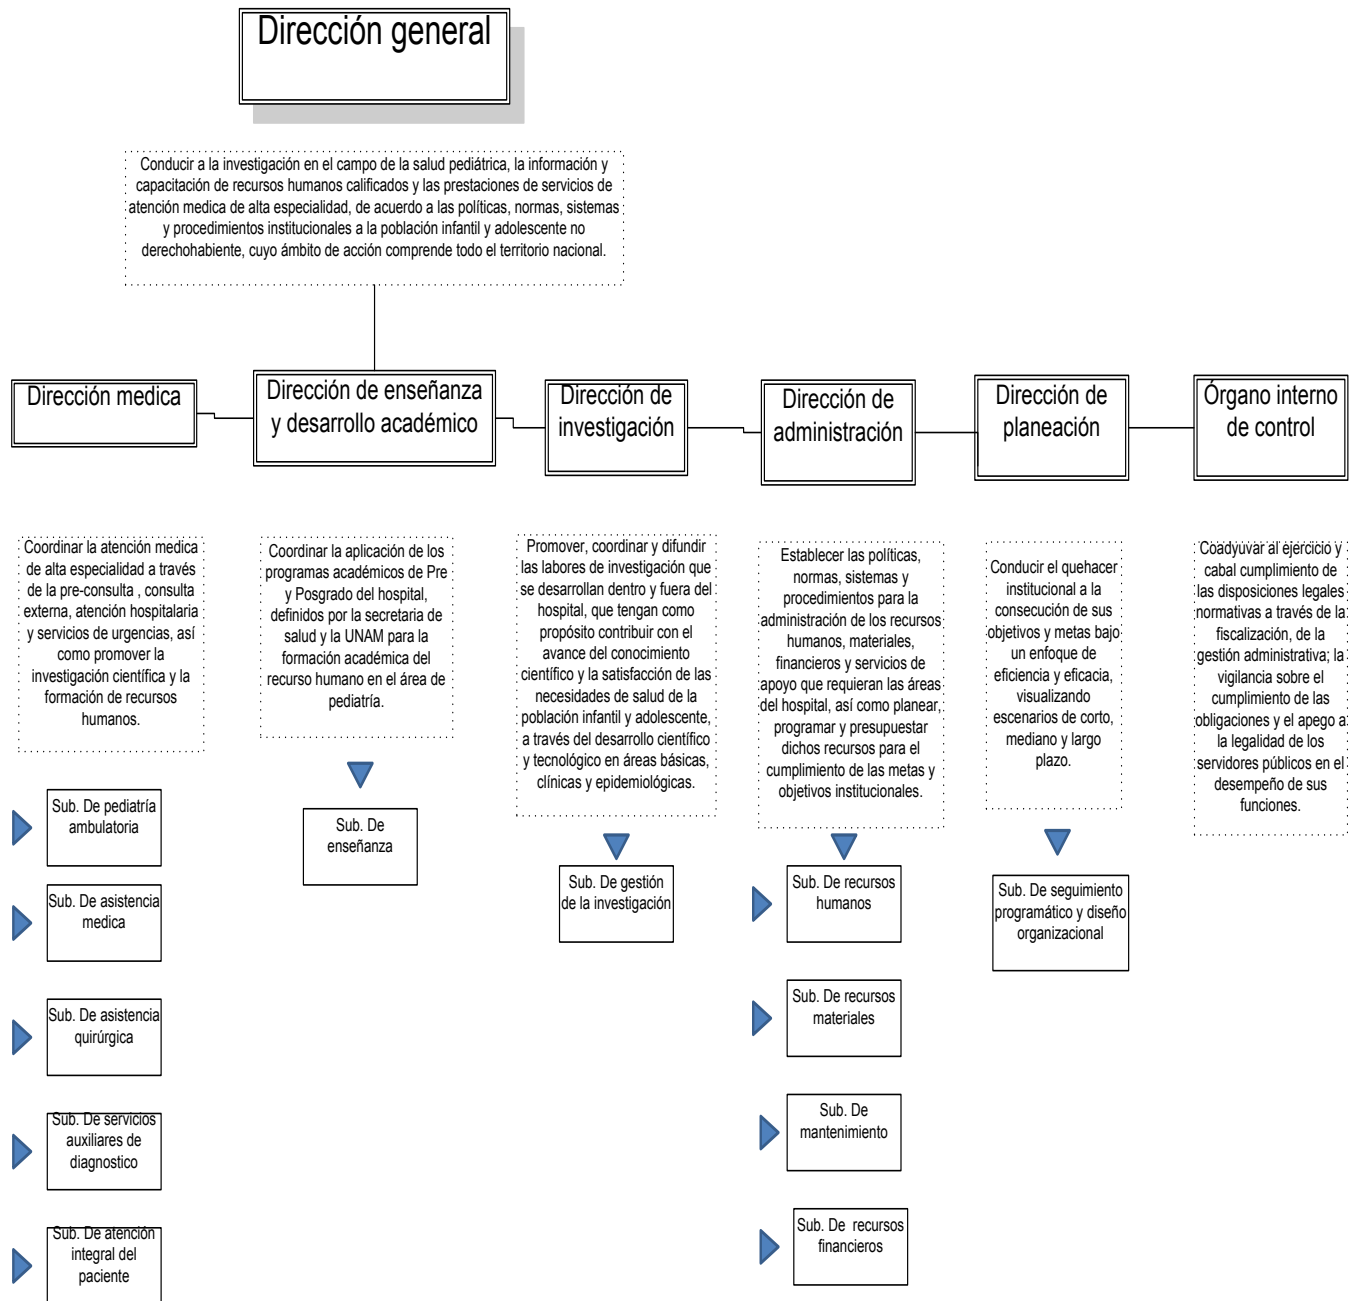 Dirección general
Conducir a la investigación en el campo de la salud pediátrica, la información y
capacitación de recursos humanos calificados y las prestaciones de servicios de
atención medica de alta especialidad, de acuerdo a las políticas, normas, sistemas
y procedimientos institucionales a la población infantil y adolescente no
derechohabiente, cuyo ámbito de acción comprende todo el territorio nacional.
Dirección medica
Dirección de enseñanza
y desarrollo académico
Dirección de
investigación
Dirección de
administración
Dirección de
planeación
Órgano interno
de control
Coordinar la atención medica
de alta especialidad a través
de la pre-consulta , consulta
externa, atención hospitalaria
y servicios de urgencias, así
como promover la
investigación científica y la
formación de recursos
humanos.
Coordinar la aplicación de los
programas académicos de Pre
y Posgrado del hospital,
definidos por la secretaria de
salud y la UNAM para la
formación académica del
recurso humano en el área de
pediatría.
Promover, coordinar y difundir
las labores de investigación que
se desarrollan dentro y fuera del
hospital, que tengan como
propósito contribuir con el
avance del conocimiento
científico y la satisfacción de las
necesidades de salud de la
población infantil y adolescente,
a través del desarrollo científico
y tecnológico en áreas básicas,
clínicas y epidemiológicas.
Establecer las políticas,
normas, sistemas y
procedimientos para la
administración de los recursos
humanos, materiales,
financieros y servicios de
apoyo que requieran las áreas
del hospital, así como planear,
programar y presupuestar
dichos recursos para el
cumplimiento de las metas y
objetivos institucionales.
Conducir el quehacer
institucional a la
consecución de sus
objetivos y metas bajo
un enfoque de
eficiencia y eficacia,
visualizando
escenarios de corto,
mediano y largo
plazo.
Coadyuvar al ejercicio y
cabal cumplimiento de
las disposiciones legales
normativas a través de la
fiscalización, de la
gestión administrativa; la
vigilancia sobre el
cumplimiento de las
obligaciones y el apego a
la legalidad de los
servidores públicos en el
desempeño de sus
funciones.
Sub. De pediatría
ambulatoria
Sub. De asistencia
medica
Sub. De asistencia
quirúrgica
Sub. De servicios
auxiliares de
diagnostico
Sub. De atención
integral del
paciente
Sub. De
enseñanza
Sub. De gestión
de la investigación
Sub. De recursos
humanos
Sub. De recursos
materiales
Sub. De
mantenimiento
Sub. De  recursos
financieros
Sub. De seguimiento
programático y diseño
organizacional